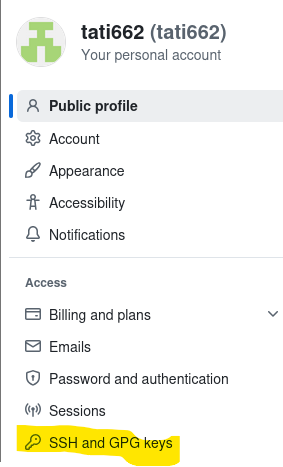 tati662 (tati662)
Your personal account
Public profile
Account
Appearance
Accessibility
Notifications
Access
Billing and plans
Emails
Password and authentication
Sessions
SSH and GPG keys